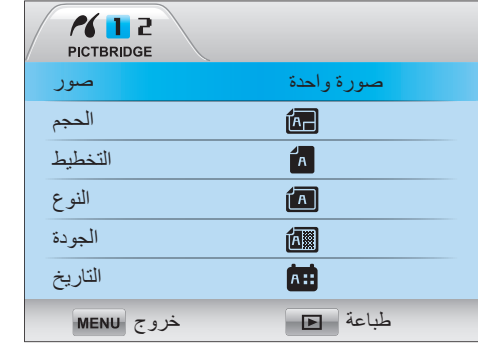 1 2
PICTBRIDGE
صور صورة واحدة
الحجم A
التخطيط A
النوع A
الجودة A
التاريخ A
خروج MENU طباعة